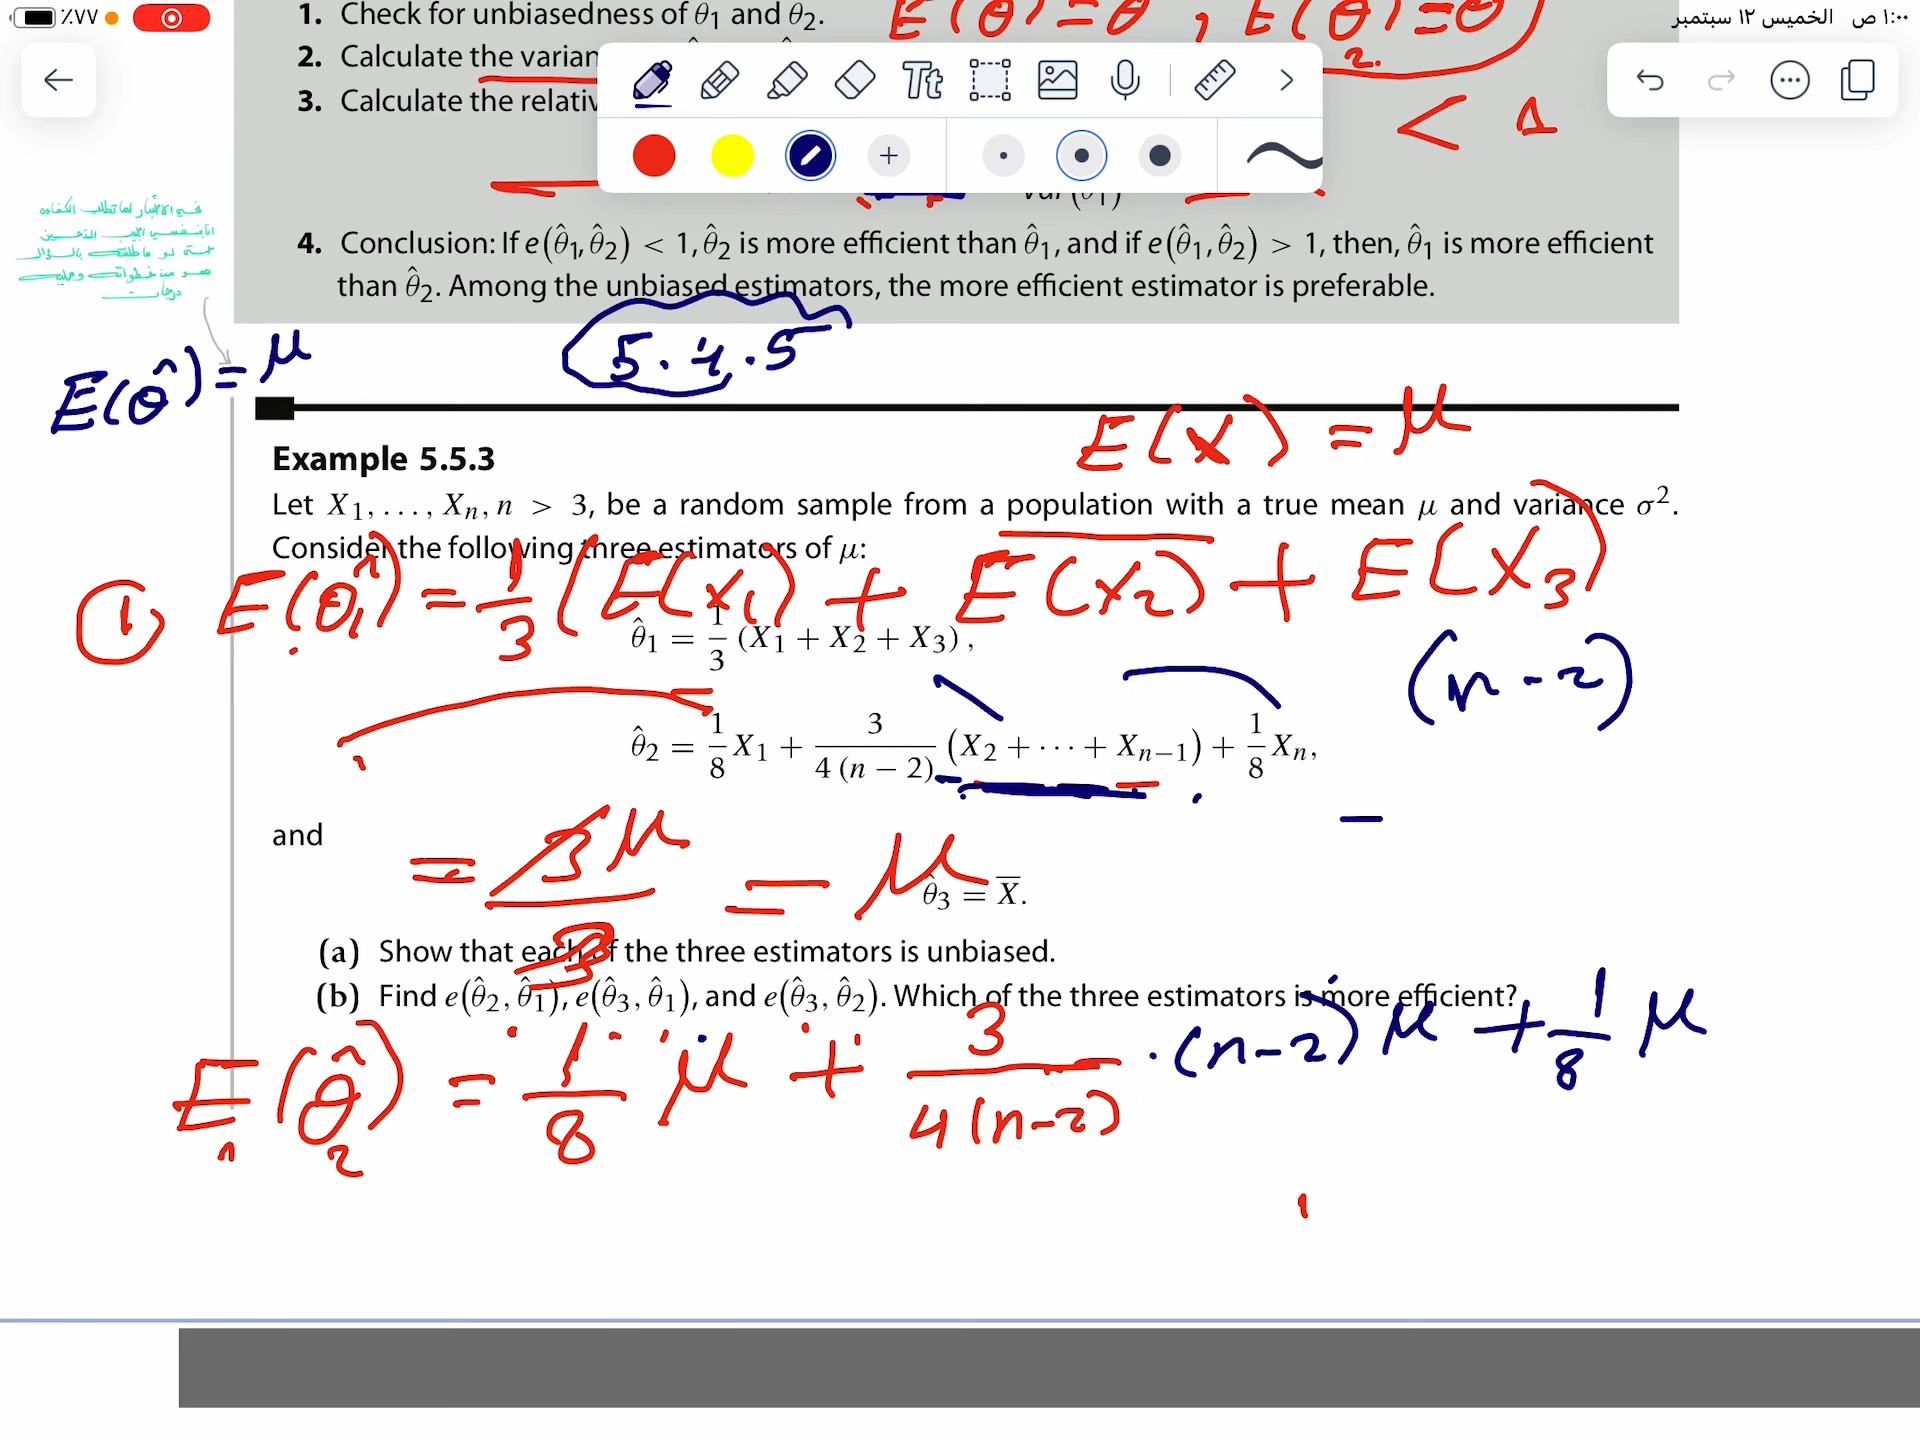 ٪٧٧
١:٠٠ ص الخميس ١٢ سبتمبر
1. Check for unbiasedness of θ1 and θ2. E(θ) = θ , E(θ2) = θ
2. Calculate the varian
Tt
3. Calculate the relativ
< 1
Var(θ1)
4. Conclusion: If e(θ̂1, θ̂2) < 1, θ̂2 is more efficient than θ̂1, and if e(θ̂1, θ̂2) > 1, then, θ̂1 is more efficient
than θ̂2. Among the unbiased estimators, the more efficient estimator is preferable.
E(θ̂) = μ
5.4.5
E(X) = μ
Example 5.5.3
Let X1, . . . , Xn, n > 3, be a random sample from a population with a true mean μ and variance σ².
Consider the following three estimators of μ:
① E(θ̂1) = 1/3 (E(X1) + E(X2) + E(X3)
θ̂1 = 1/3 (X1 + X2 + X3),
(n-2)
θ̂2 = 1/8 X1 + 3/4(n − 2) (X2 + ··· + Xn−1) + 1/8 Xn,
and
= 3μ/3 = μ
θ̂3 = X̄.
(a) Show that each of the three estimators is unbiased.
(b) Find e(θ̂2, θ̂1), e(θ̂3, θ̂1), and e(θ̂3, θ̂2). Which of the three estimators is more efficient?
E(θ̂2) = 1/8 μ + 3/4(n-2) ·(n-2) μ + 1/8 μ